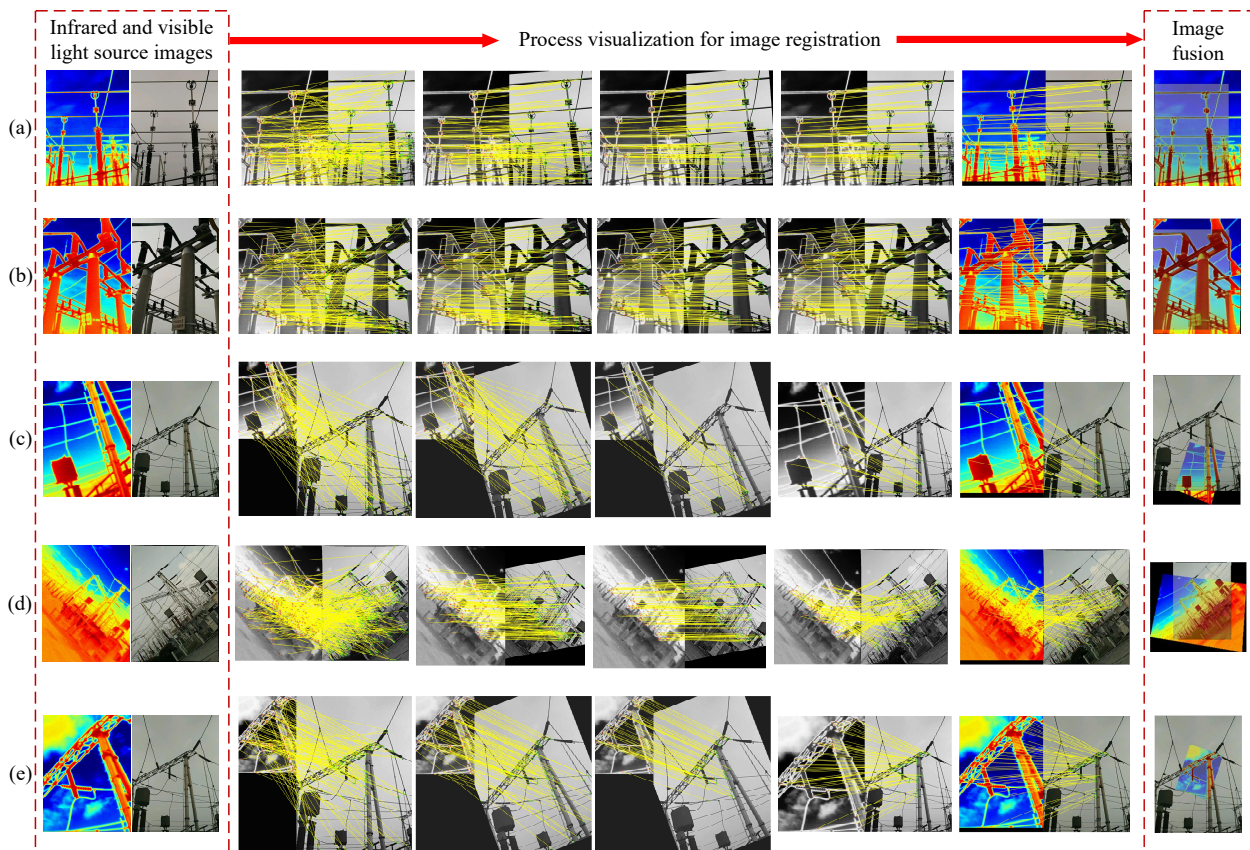 Infrared and visible
light source images
Process visualization for image registration
Image
fusion
(a)
(b)
(c)
(d)
(e)